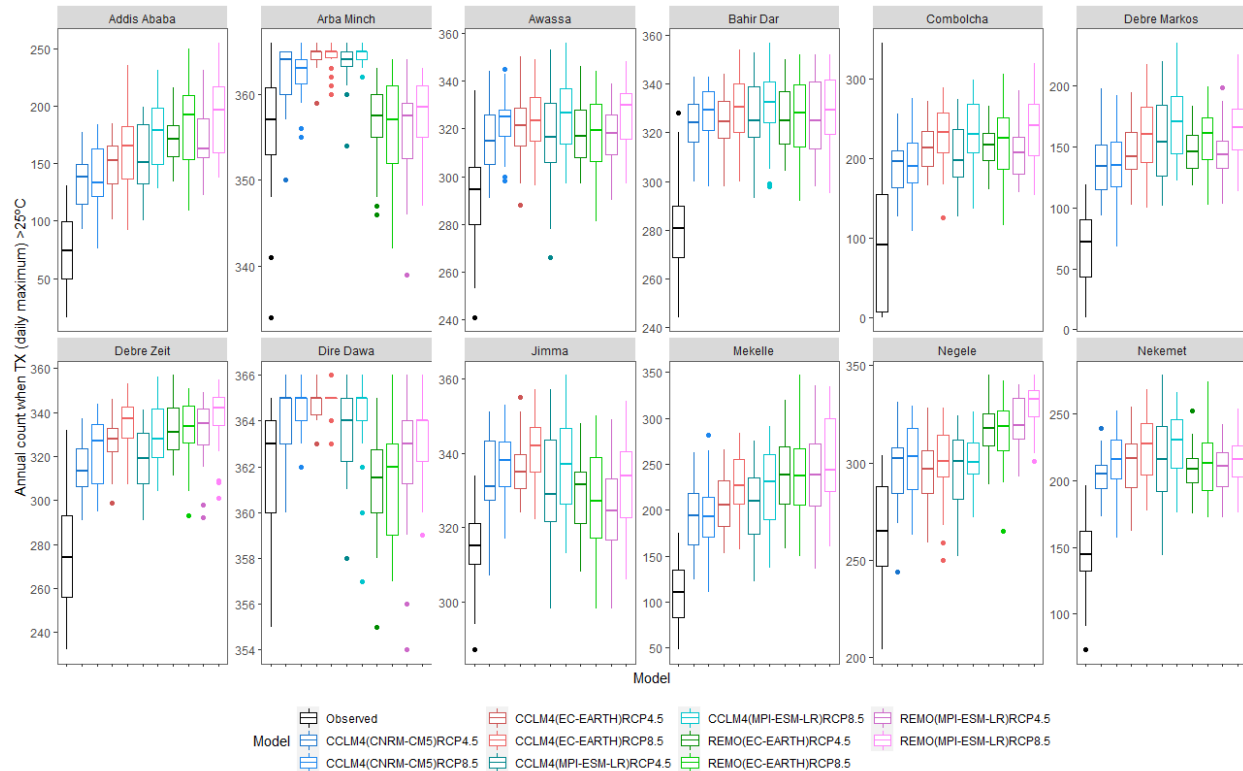 Addis Ababa Arba Minch Awassa Bahir Dar Combolcha Debre Markos
250 200 150 100 50
360 350 340
360 340 320 300 280 260 240
360 340 320 300 280 260 240
300 200 100 0
200 150 100 50 0
Annual count when TX (daily maximum) >25ºC
Debre Zeit Dire Dawa Jimma Mekelle Negele Nekemet
360 340 320 300 280 260 240
366 364 362 360 358 356 354
360 340 320 300
350 300 250 200 150 100 50
350 300 250 200
250 200 150 100
Model
Model
Observed
CCLM4(CNRM-CM5)RCP4.5
CCLM4(CNRM-CM5)RCP8.5
CCLM4(EC-EARTH)RCP4.5
CCLM4(EC-EARTH)RCP8.5
CCLM4(MPI-ESM-LR)RCP4.5
CCLM4(MPI-ESM-LR)RCP8.5
REMO(EC-EARTH)RCP4.5
REMO(EC-EARTH)RCP8.5
REMO(MPI-ESM-LR)RCP4.5
REMO(MPI-ESM-LR)RCP8.5